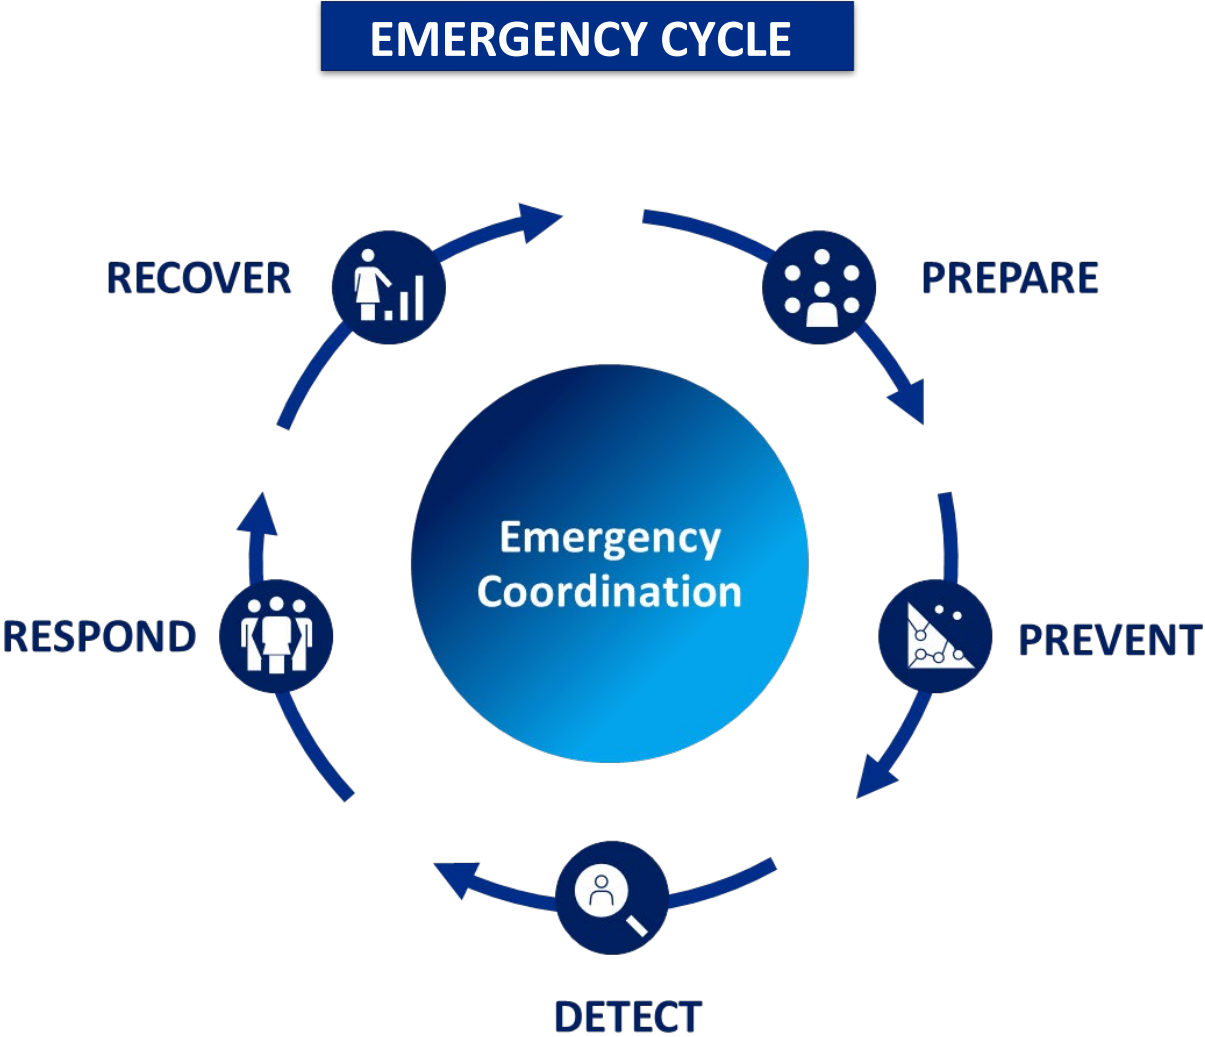 EMERGENCY CYCLE
RECOVER
PREPARE
Emergency
Coordination
RESPOND
PREVENT
DETECT